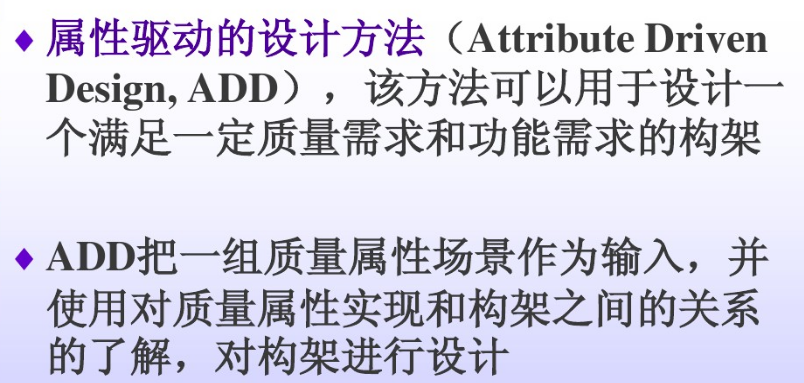 ♦ 属性驱动的设计方法（Attribute Driven
Design, ADD），该方法可以用于设计一
个满足一定质量需求和功能需求的构架
♦ ADD把一组质量属性场景作为输入，并
使用对质量属性实现和构架之间的关系
的了解，对构架进行设计